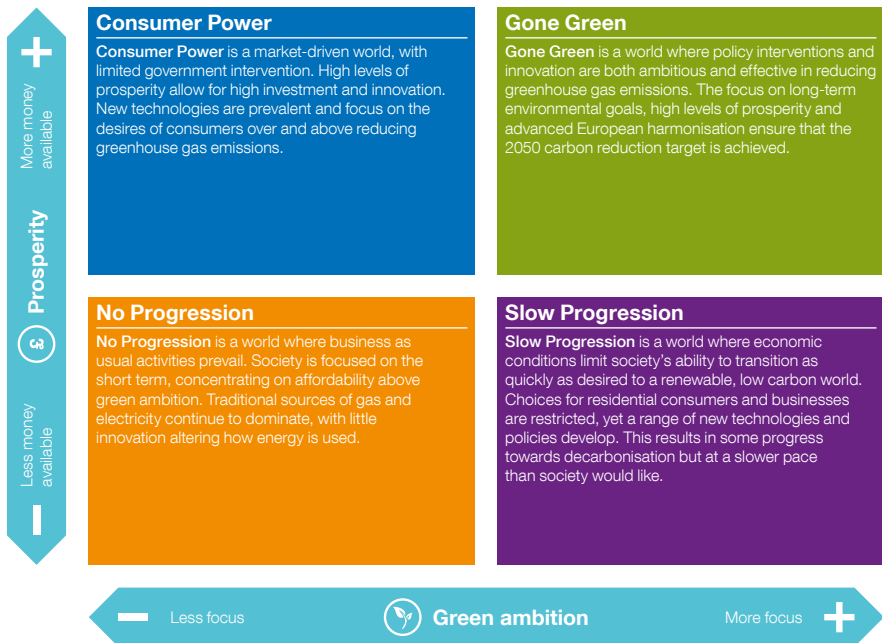 Consumer Power
Consumer Power is a market-driven world, with
limited government intervention. High levels of
prosperity allow for high investment and innovation.
New technologies are prevalent and focus on the
desires of consumers over and above reducing
greenhouse gas emissions.
Gone Green
Gone Green is a world where policy interventions and
innovation are both ambitious and effective in reducing
greenhouse gas emissions. The focus on long-term
environmental goals, high levels of prosperity and
advanced European harmonisation ensure that the
2050 carbon reduction target is achieved.
+
More money
available
Prosperity
£
Less money
available
−
No Progression
No Progression is a world where business as
usual activities prevail. Society is focused on the
short term, concentrating on affordability above
green ambition. Traditional sources of gas and
electricity continue to dominate, with little
innovation altering how energy is used.
Slow Progression
Slow Progression is a world where economic
conditions limit society's ability to transition as
quickly as desired to a renewable, low carbon world.
Choices for residential consumers and businesses
are restricted, yet a range of new technologies and
policies develop. This results in some progress
towards decarbonisation but at a slower pace
than society would like.
− Less focus
Green ambition
More focus +